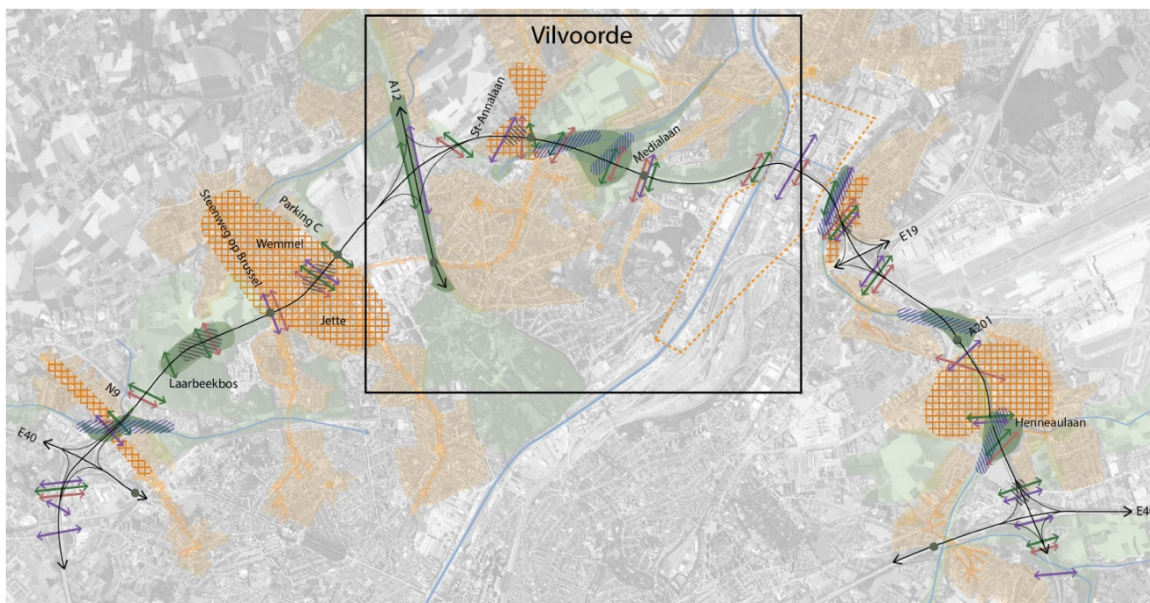 Vilvoorde
A12
St-Annalaan
Medialaan
Parking C
Steenweg op Brussel
Wemmel
Jette
E19
A201
Laarbeekbos
N9
E40
Henneaulaan
E40